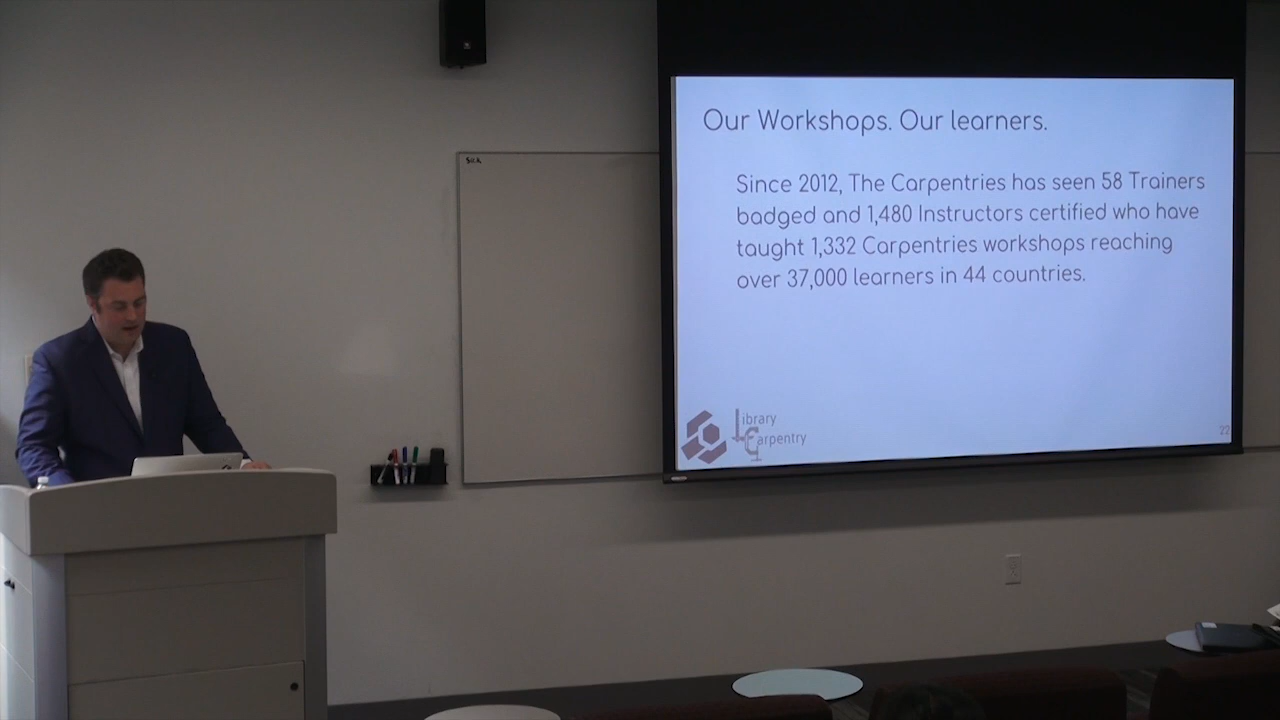 Our Workshops. Our learners.
Since 2012, The Carpentries has seen 58 Trainers
badged and 1,480 Instructors certified who have
taught 1,332 Carpentries workshops reaching
over 37,000 learners in 44 countries.
Library
Carpentry
22